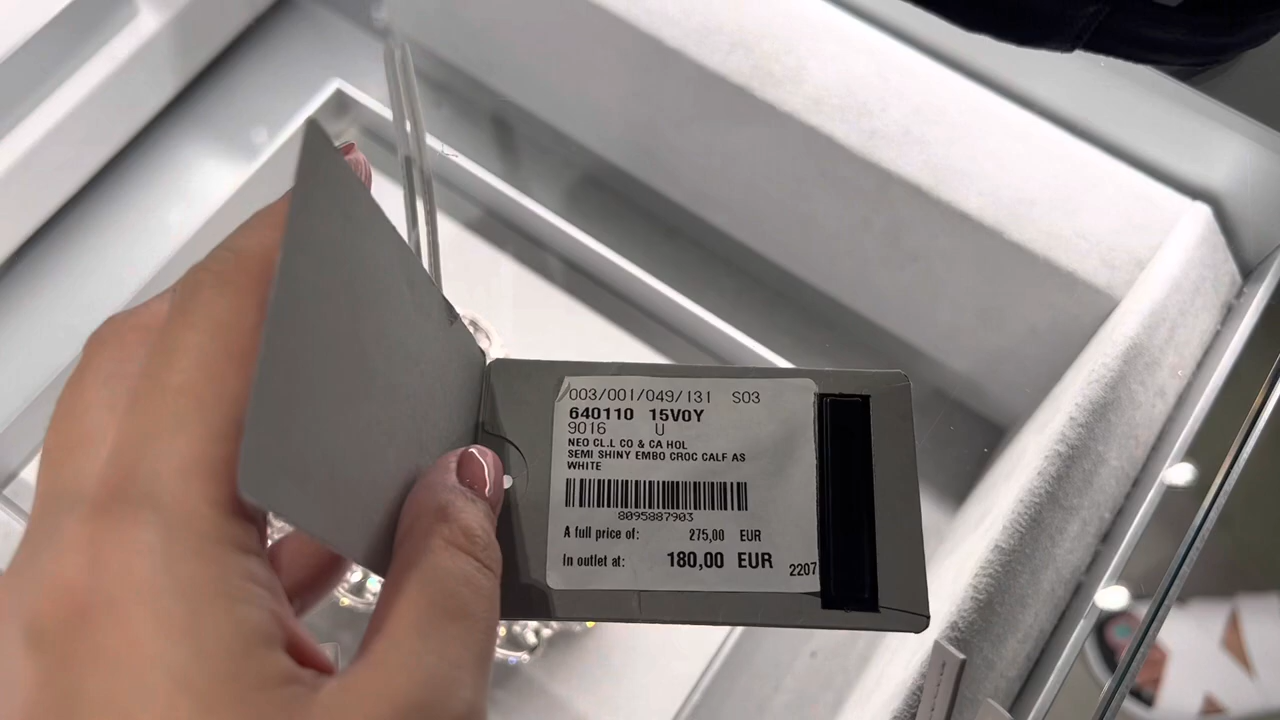 003/001/049/131 S03
640110 15V0Y
9016 U
NEO CL.L CO & CA HOL
SEMI SHINY EMBO CROC CALF AS
WHITE
8095887903
A full price of: 275,00 EUR
In outlet at: 180,00 EUR 2207